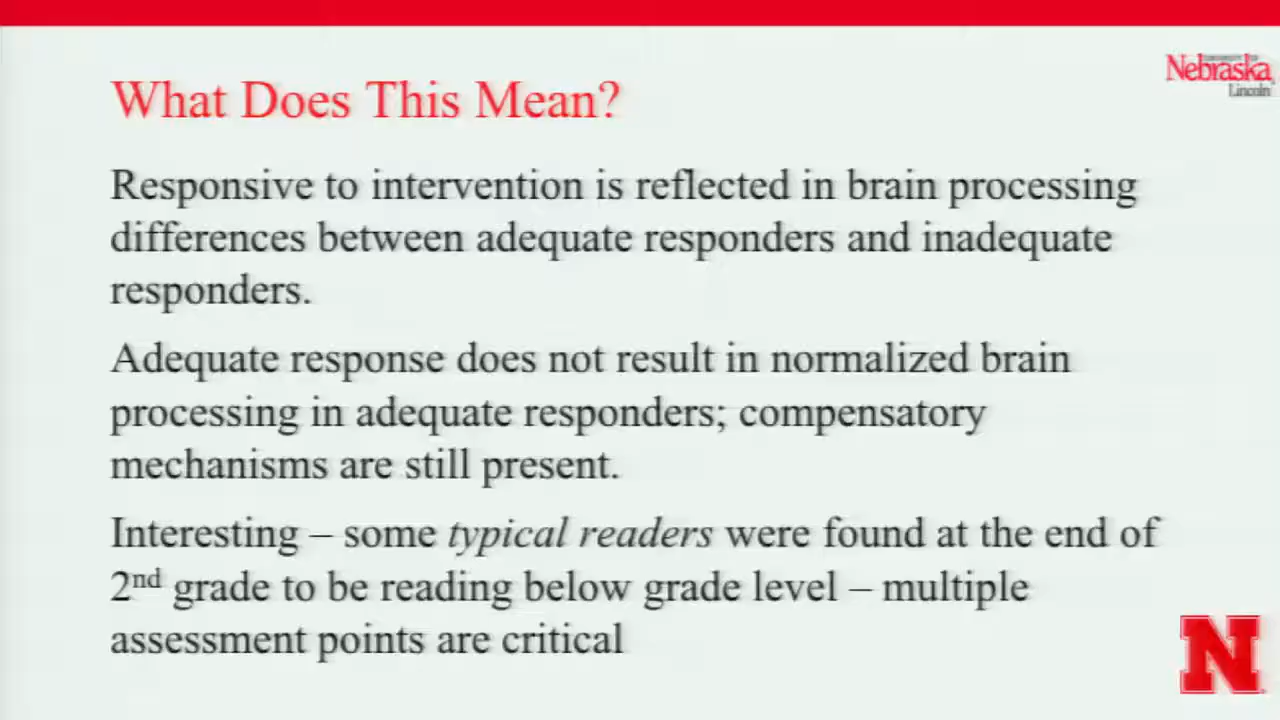 Nebraska
Lincoln
What Does This Mean?
Responsive to intervention is reflected in brain processing
differences between adequate responders and inadequate
responders.
Adequate response does not result in normalized brain
processing in adequate responders; compensatory
mechanisms are still present.
Interesting – some typical readers were found at the end of
2nd grade to be reading below grade level – multiple
assessment points are critical
N